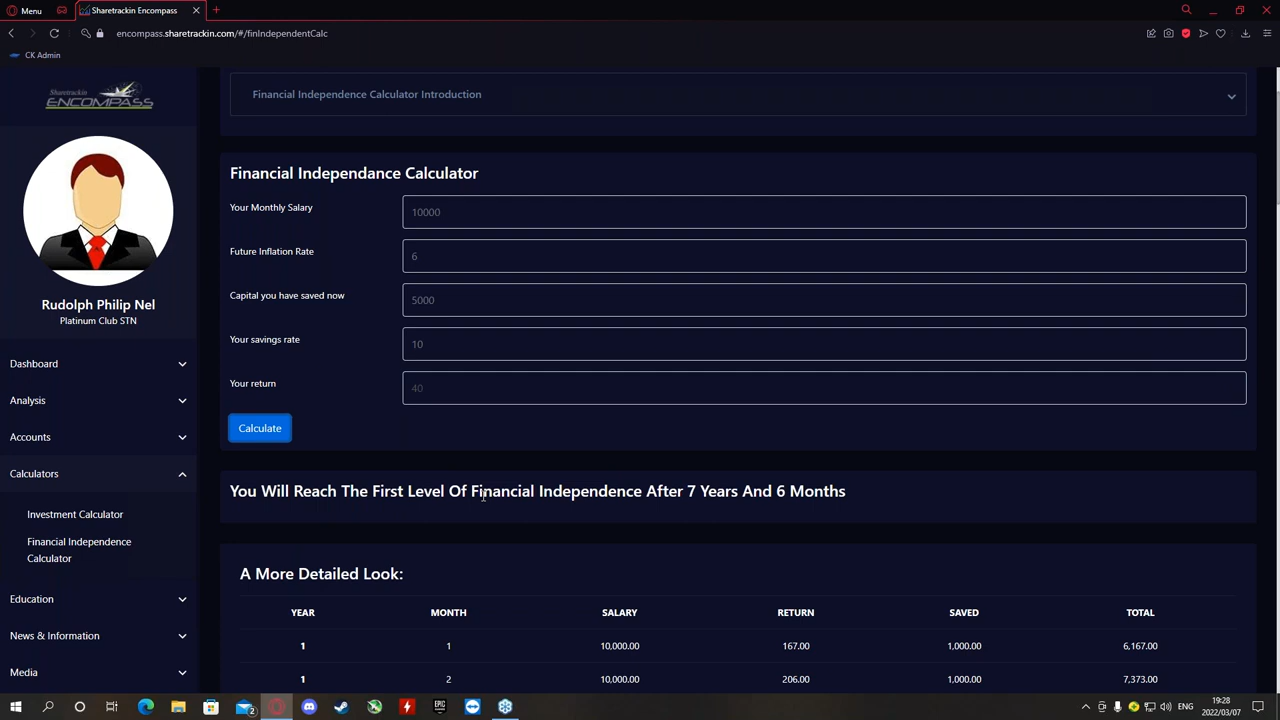 Menu
Sharetrackin Encompass
encompass.sharetrackin.com/#/finIndependentCalc
CK Admin
Sharetrackin
ENCOMPASS
Rudolph Philip Nel
Platinum Club STN
Dashboard
Analysis
Accounts
Calculators
Investment Calculator
Financial Independence
Calculator
Education
News & Information
Media
Financial Independence Calculator Introduction
Financial Independance Calculator
Your Monthly Salary
10000
Future Inflation Rate
6
Capital you have saved now
5000
Your savings rate
10
Your return
40
Calculate
You Will Reach The First Level Of Financial Independence After 7 Years And 6 Months
A More Detailed Look:
YEAR MONTH SALARY RETURN SAVED TOTAL
1 1 10,000.00 167.00 1,000.00 6,167.00
1 2 10,000.00 206.00 1,000.00 7,373.00
2
EPIC
ENG
19:28
2022/03/07